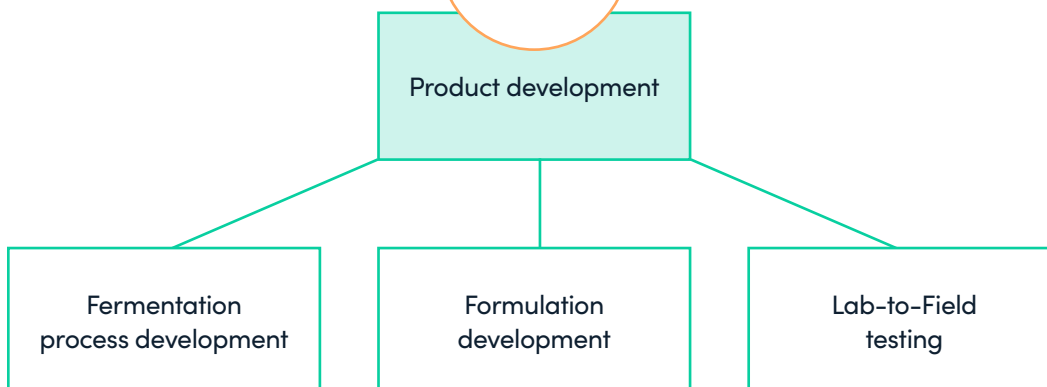 Product development
Fermentation
process development
Formulation
development
Lab-to-Field
testing